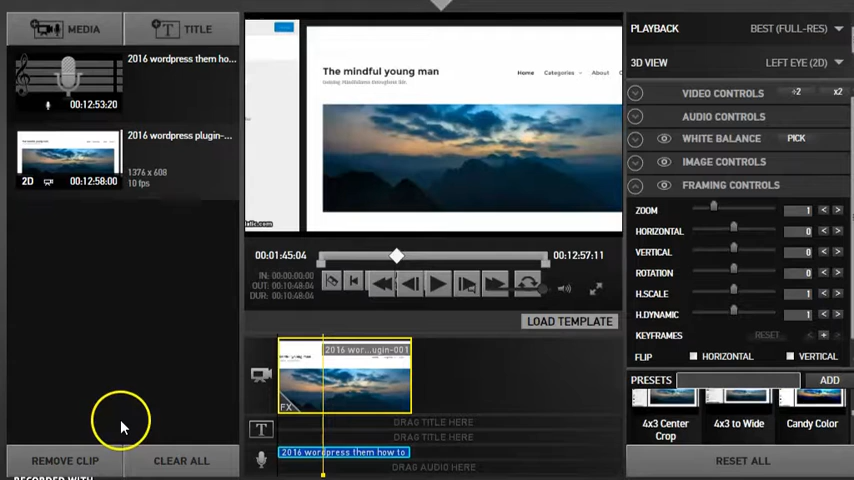 MEDIA
TITLE
2016 wordpress them ho...
00:12:53:20
2016 wordpress plugin-...
1376 x 608
10 fps
2D
00:12:58:00
REMOVE CLIP
CLEAR ALL
RECORDED WITH
The mindful young man
Home Categories About
00:01:45:04
00:12:57:11
IN: 00:00:00:00
OUT: 00:10:48:04
DUR: 00:10:48:04
LOAD TEMPLATE
2016 wor...ugin-001
FX
DRAG TITLE HERE
DRAG TITLE HERE
2016 wordpress them how to
DRAG AUDIO HERE
PLAYBACK BEST (FULL-RES)
3D VIEW LEFT EYE (2D)
VIDEO CONTROLS ÷2 x2
AUDIO CONTROLS
WHITE BALANCE PICK
IMAGE CONTROLS
FRAMING CONTROLS
ZOOM 1
HORIZONTAL 0
VERTICAL 0
ROTATION 0
H.SCALE 1
H.DYNAMIC 1
KEYFRAMES RESET
FLIP HORIZONTAL VERTICAL
PRESETS ADD
4x3 Center Crop
4x3 to Wide
Candy Color
RESET ALL